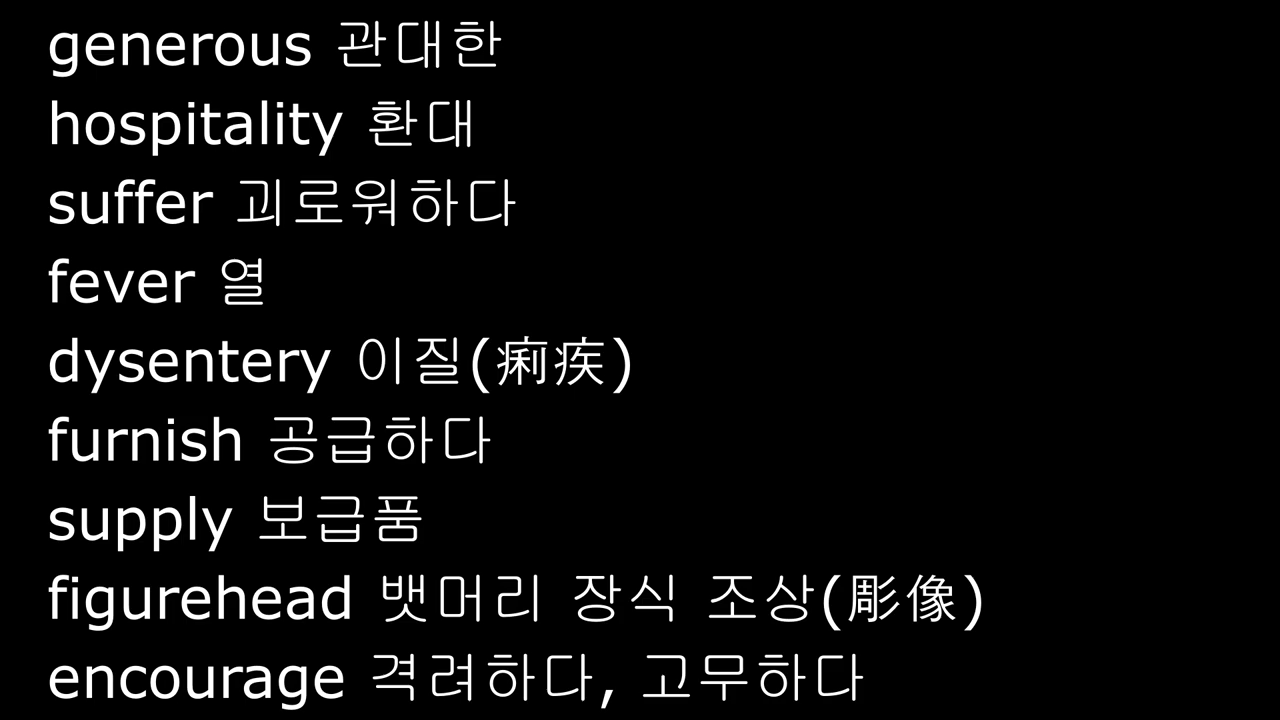 generous 관대한
hospitality 환대
suffer 괴로워하다
fever 열
dysentery 이질(痢疾)
furnish 공급하다
supply 보급품
figurehead 뱃머리 장식 조상(彫像)
encourage 격려하다, 고무하다